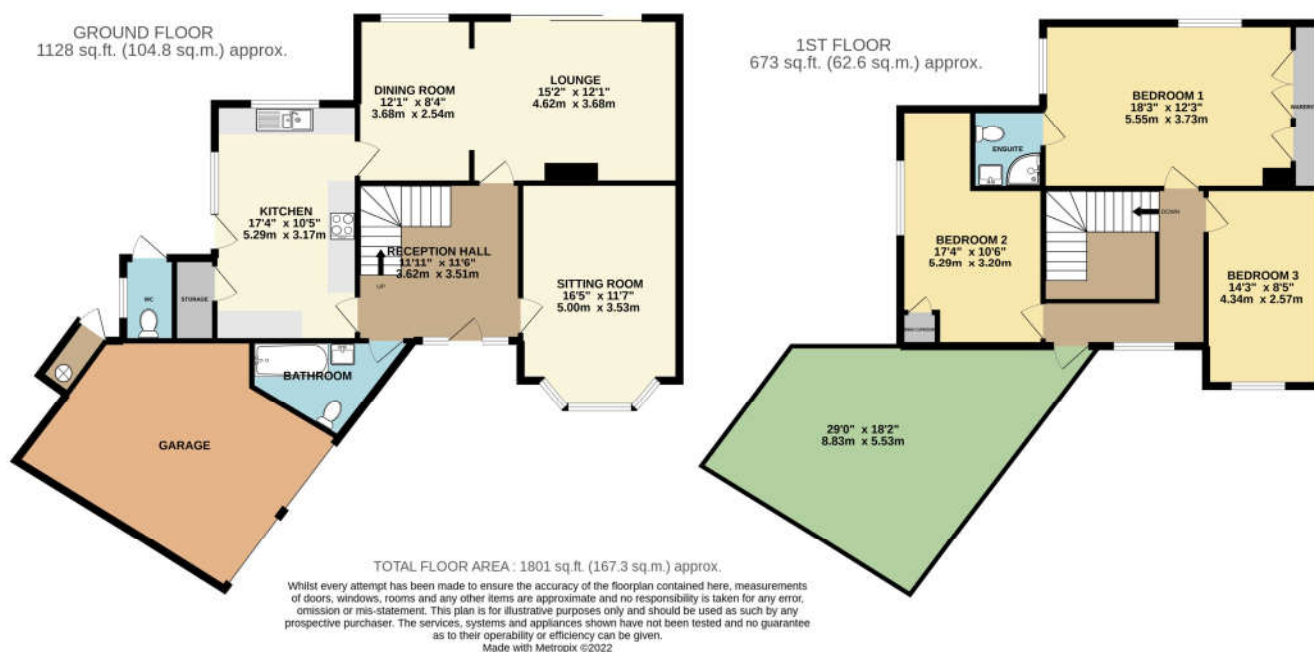 GROUND FLOOR
1128 sq.ft. (104.8 sq.m.) approx.
DINING ROOM
12'1" x 8'4"
3.68m x 2.54m
LOUNGE
15'2" x 12'1"
4.62m x 3.68m
KITCHEN
17'4" x 10'5"
5.29m x 3.17m
RECEPTION HALL
11'11" x 11'6"
3.62m x 3.51m
UP
SITTING ROOM
16'5" x 11'7"
5.00m x 3.53m
WC
STORAGE
BATHROOM
GARAGE
1ST FLOOR
673 sq.ft. (62.6 sq.m.) approx.
BEDROOM 1
18'3" x 12'3"
5.55m x 3.73m
ENSUITE
DOWN
BEDROOM 2
17'4" x 10'6"
5.29m x 3.20m
BEDROOM 3
14'3" x 8'5"
4.34m x 2.57m
29'0" x 18'2"
8.83m x 5.53m
TOTAL FLOOR AREA : 1801 sq.ft. (167.3 sq.m.) approx.
Whilst every attempt has been made to ensure the accuracy of the floorplan contained here, measurements
of doors, windows, rooms and any other items are approximate and no responsibility is taken for any error,
omission or mis-statement. This plan is for illustrative purposes only and should be used as such by any
prospective purchaser. The services, systems and appliances shown have not been tested and no guarantee
as to their operability or efficiency can be given.
Made with Metropix ©2022